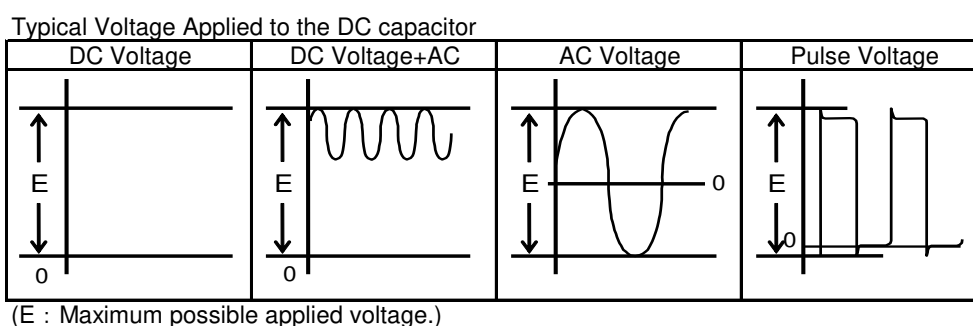 Typical Voltage Applied to the DC capacitor
DC Voltage DC Voltage+AC AC Voltage Pulse Voltage
E E E 0 E
0
0 0
(E：Maximum possible applied voltage.)